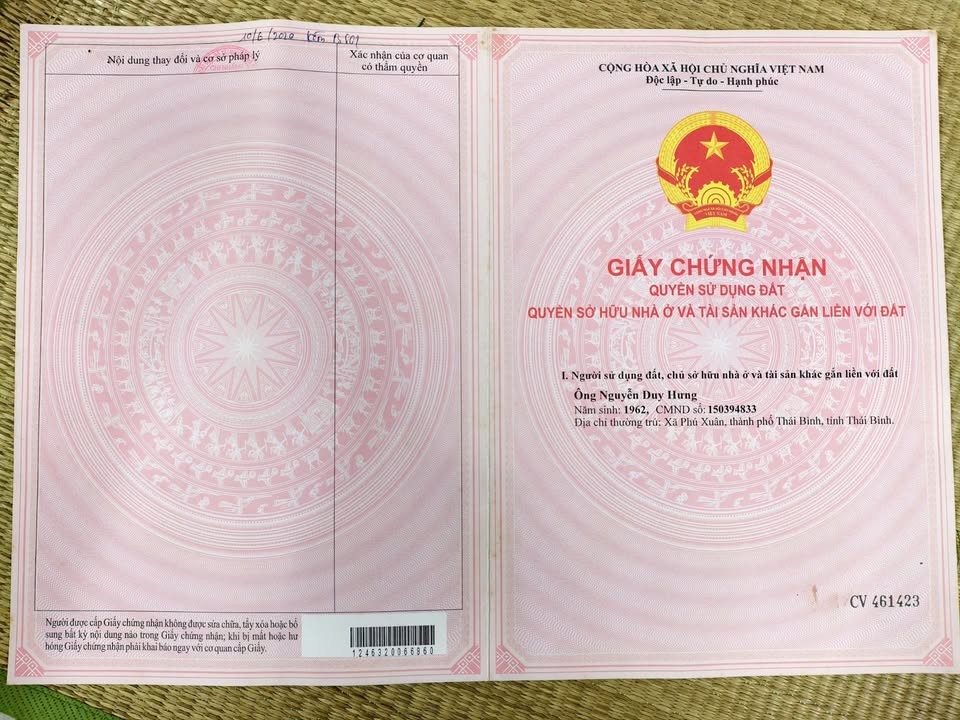 10/6/2020
Nội dung thay đổi và cơ sở pháp lý
Xác nhận của cơ quan
có thẩm quyền
Người được cấp Giấy chứng nhận không được sửa chữa, tẩy xóa hoặc bổ
sung bất kỳ nội dung nào trong Giấy chứng nhận; khi bị mất hoặc hư
hỏng Giấy chứng nhận phải khai báo ngay với cơ quan cấp Giấy.
1246320066860
CỘNG HÒA XÃ HỘI CHỦ NGHĨA VIỆT NAM
Độc lập - Tự do - Hạnh phúc
VIỆT NAM
GIẤY CHỨNG NHẬN
QUYỀN SỬ DỤNG ĐẤT
QUYỀN SỞ HỮU NHÀ Ở VÀ TÀI SẢN KHÁC GẮN LIỀN VỚI ĐẤT
I. Người sử dụng đất, chủ sở hữu nhà ở và tài sản khác gắn liền với đất
Ông Nguyễn Duy Hưng
Năm sinh: 1962, CMND số: 150394833
Địa chỉ thường trú: Xã Phú Xuân, thành phố Thái Bình, tỉnh Thái Bình.
CV 461423